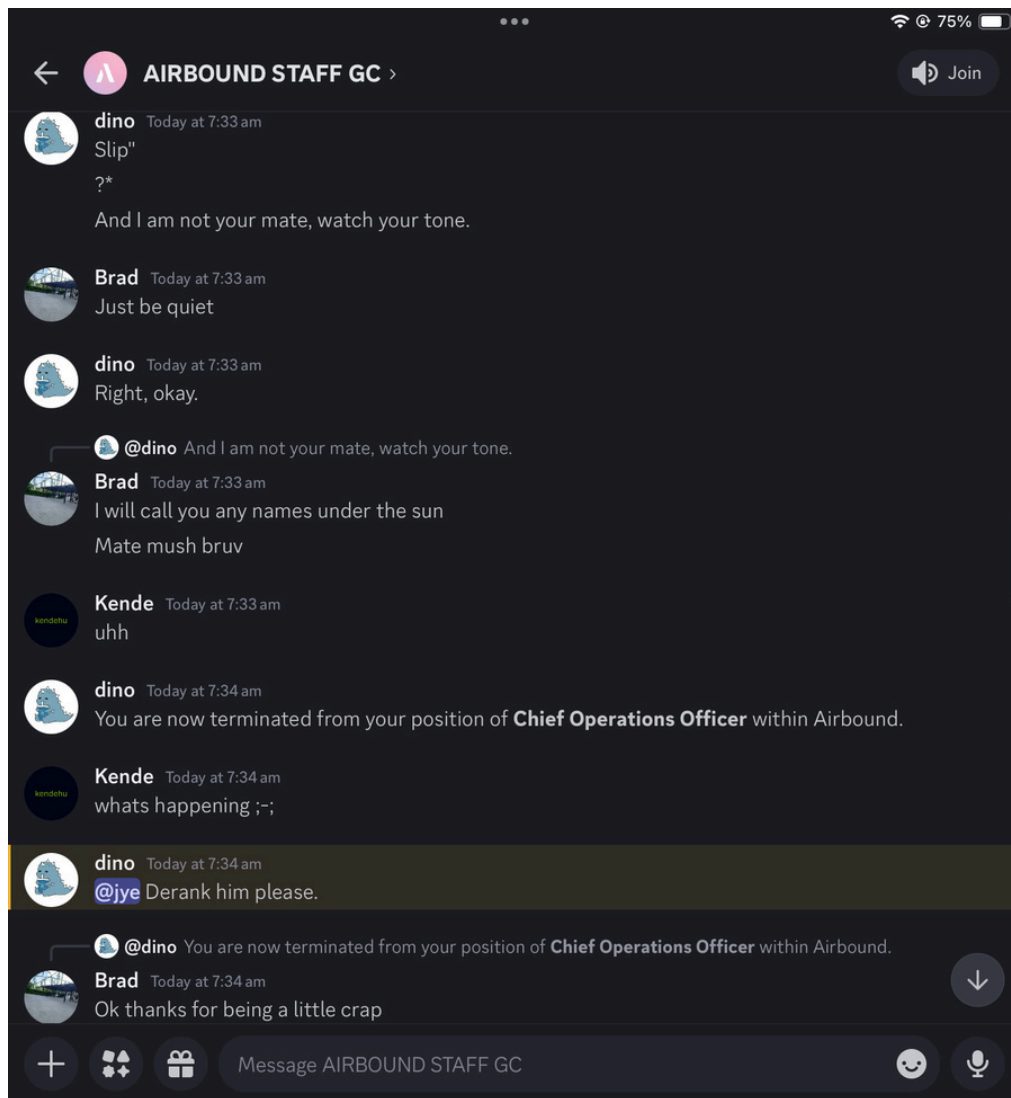 75%
AIRBOUND STAFF GC ›
Join
dino Today at 7:33 am
Slip"
?*
And I am not your mate, watch your tone.
Brad Today at 7:33 am
Just be quiet
dino Today at 7:33 am
Right, okay.
@dino And I am not your mate, watch your tone.
Brad Today at 7:33 am
I will call you any names under the sun
Mate mush bruv
kendehu
Kende Today at 7:33 am
uhh
dino Today at 7:34 am
You are now terminated from your position of Chief Operations Officer within Airbound.
kendehu
Kende Today at 7:34 am
whats happening ;-;
dino Today at 7:34 am
@jye Derank him please.
@dino You are now terminated from your position of Chief Operations Officer within Airbound.
Brad Today at 7:34 am
Ok thanks for being a little crap
Message AIRBOUND STAFF GC